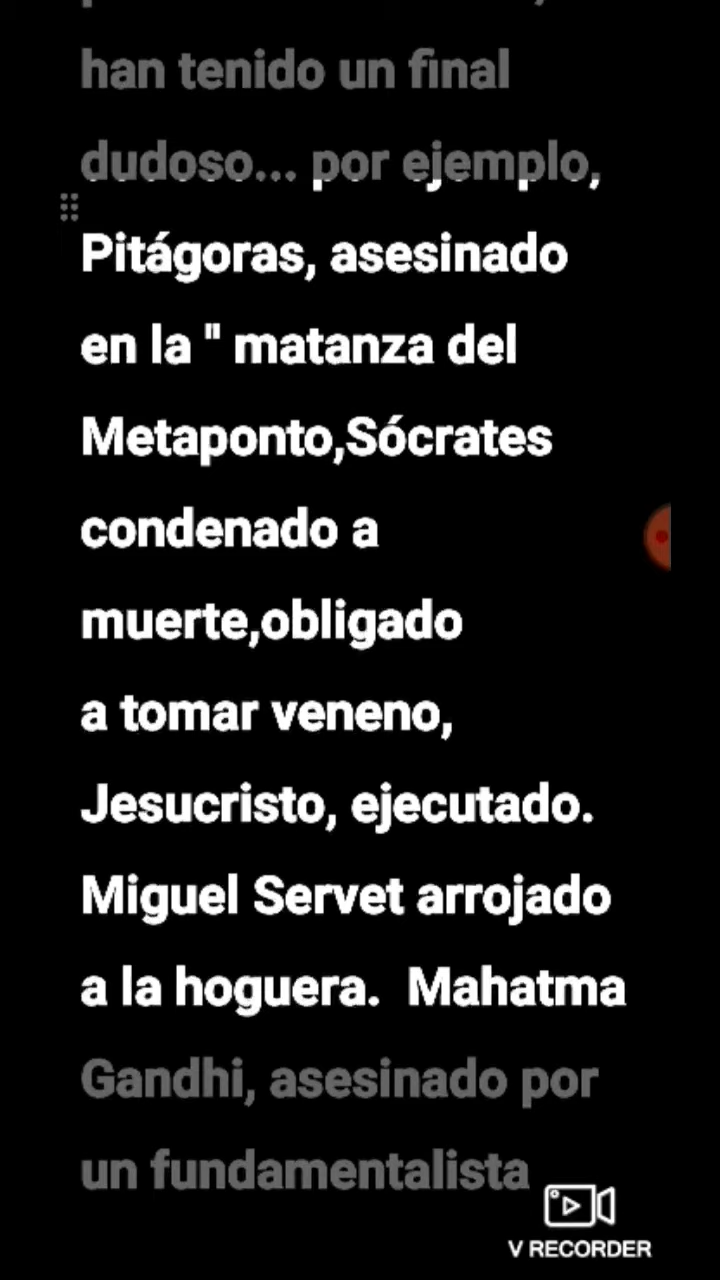 han tenido un final
dudoso... por ejemplo,
Pitágoras, asesinado
en la " matanza del
Metaponto,Sócrates
condenado a
muerte,obligado
a tomar veneno,
Jesucristo, ejecutado.
Miguel Servet arrojado
a la hoguera.  Mahatma
Gandhi, asesinado por
un fundamentalista
V RECORDER